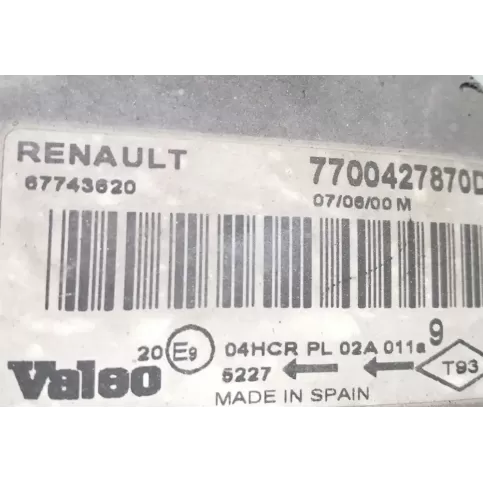 RENAULT 7700427870D
67743620 07/06/00 M
20 E9 04HCR PL 02A 011a 9
Valeo 5227 T93
MADE IN SPAIN